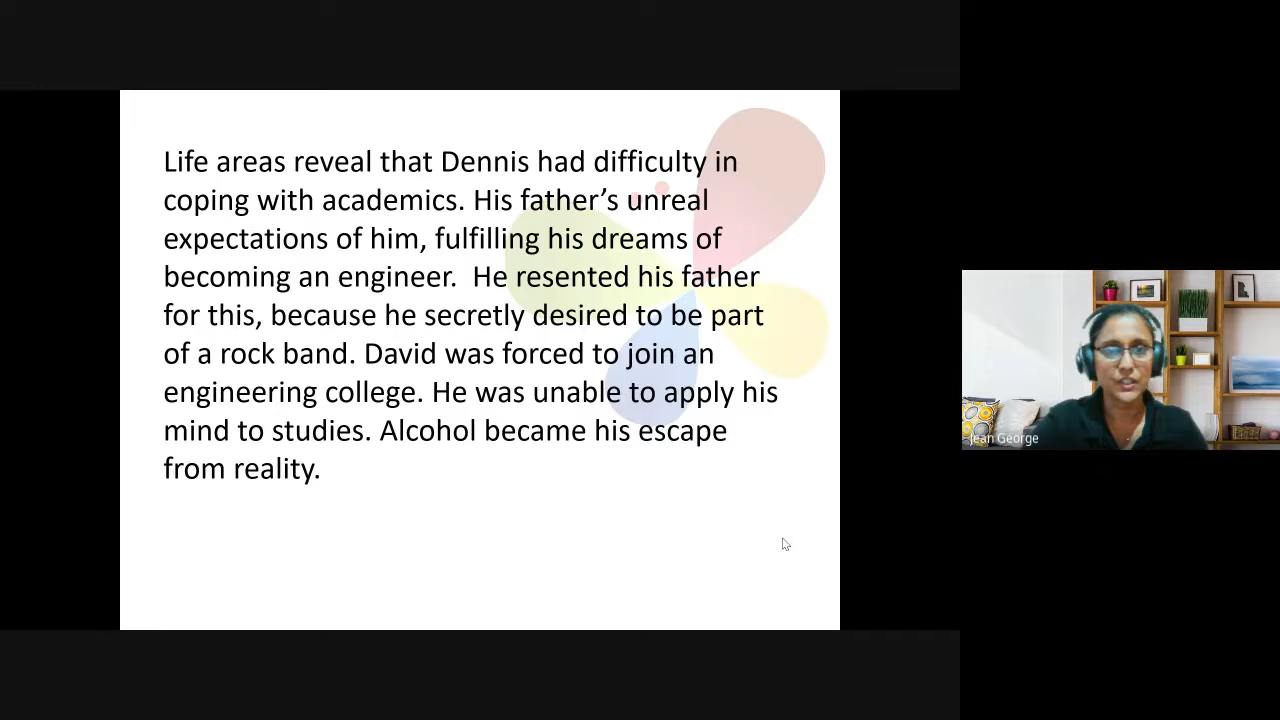 Life areas reveal that Dennis had difficulty in
coping with academics. His father’s unreal
expectations of him, fulfilling his dreams of
becoming an engineer.  He resented his father
for this, because he secretly desired to be part
of a rock band. David was forced to join an
engineering college. He was unable to apply his
mind to studies. Alcohol became his escape
from reality.
Jean George